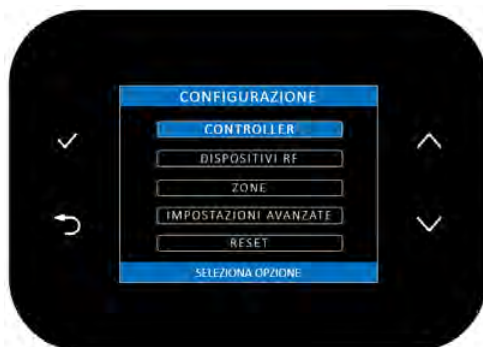 CONFIGURAZIONE
CONTROLLER
DISPOSITIVI RF
ZONE
IMPOSTAZIONI AVANZATE
RESET
SELEZIONA OPZIONE